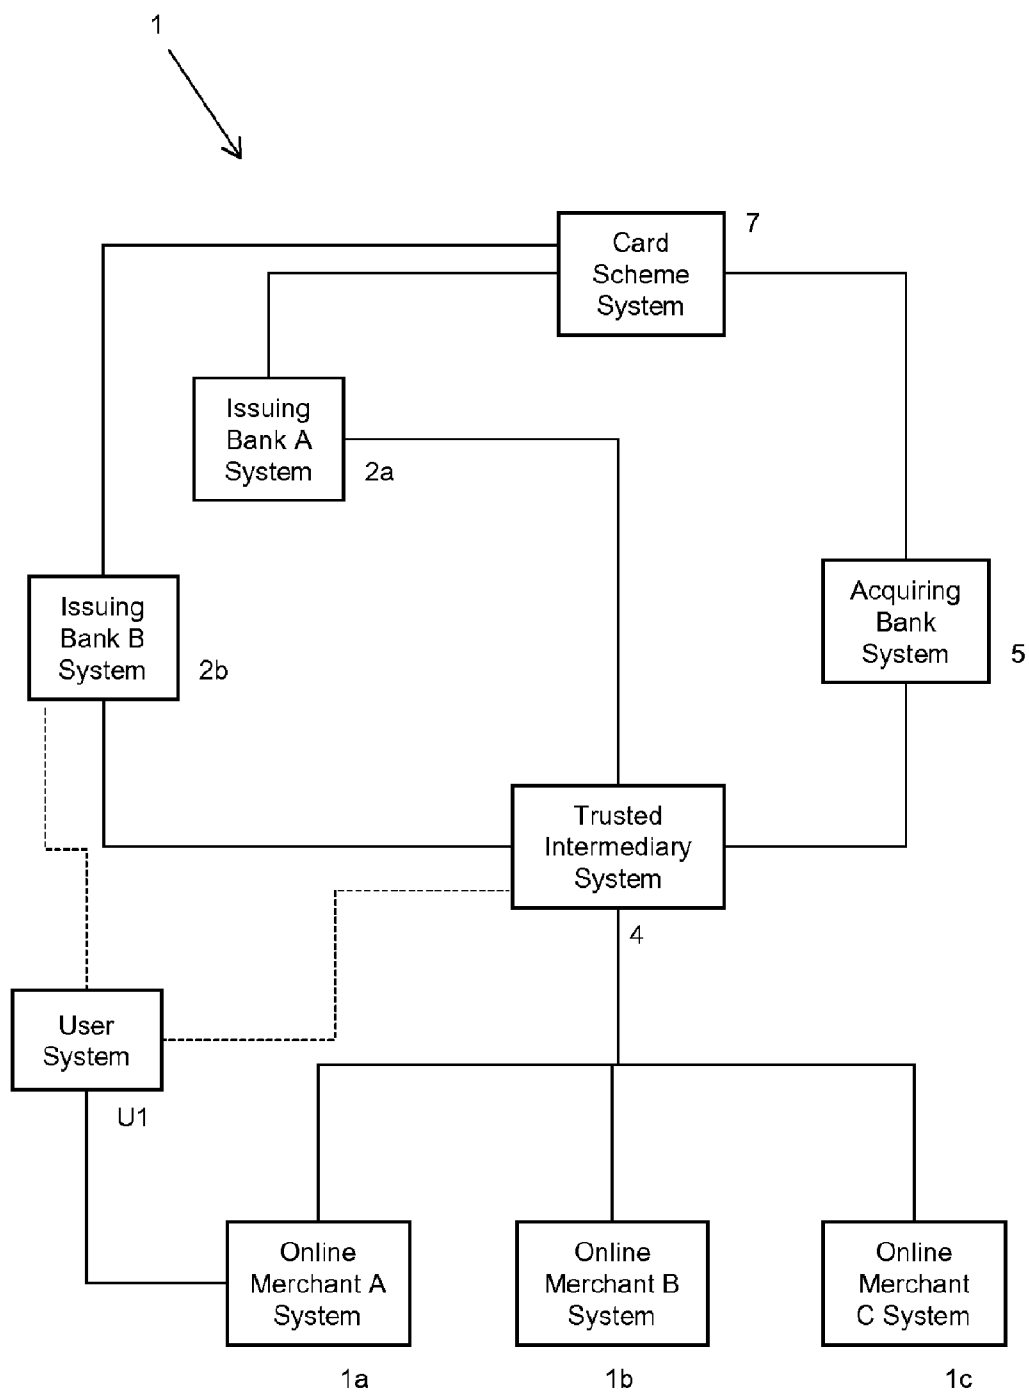 1
7
Card
Scheme
System
Issuing
Bank A
System
2a
Issuing
Bank B
System
2b
Acquiring
Bank
System
5
Trusted
Intermediary
System
4
User
System
U1
Online
Merchant A
System
1a
Online
Merchant B
System
1b
Online
Merchant
C System
1c